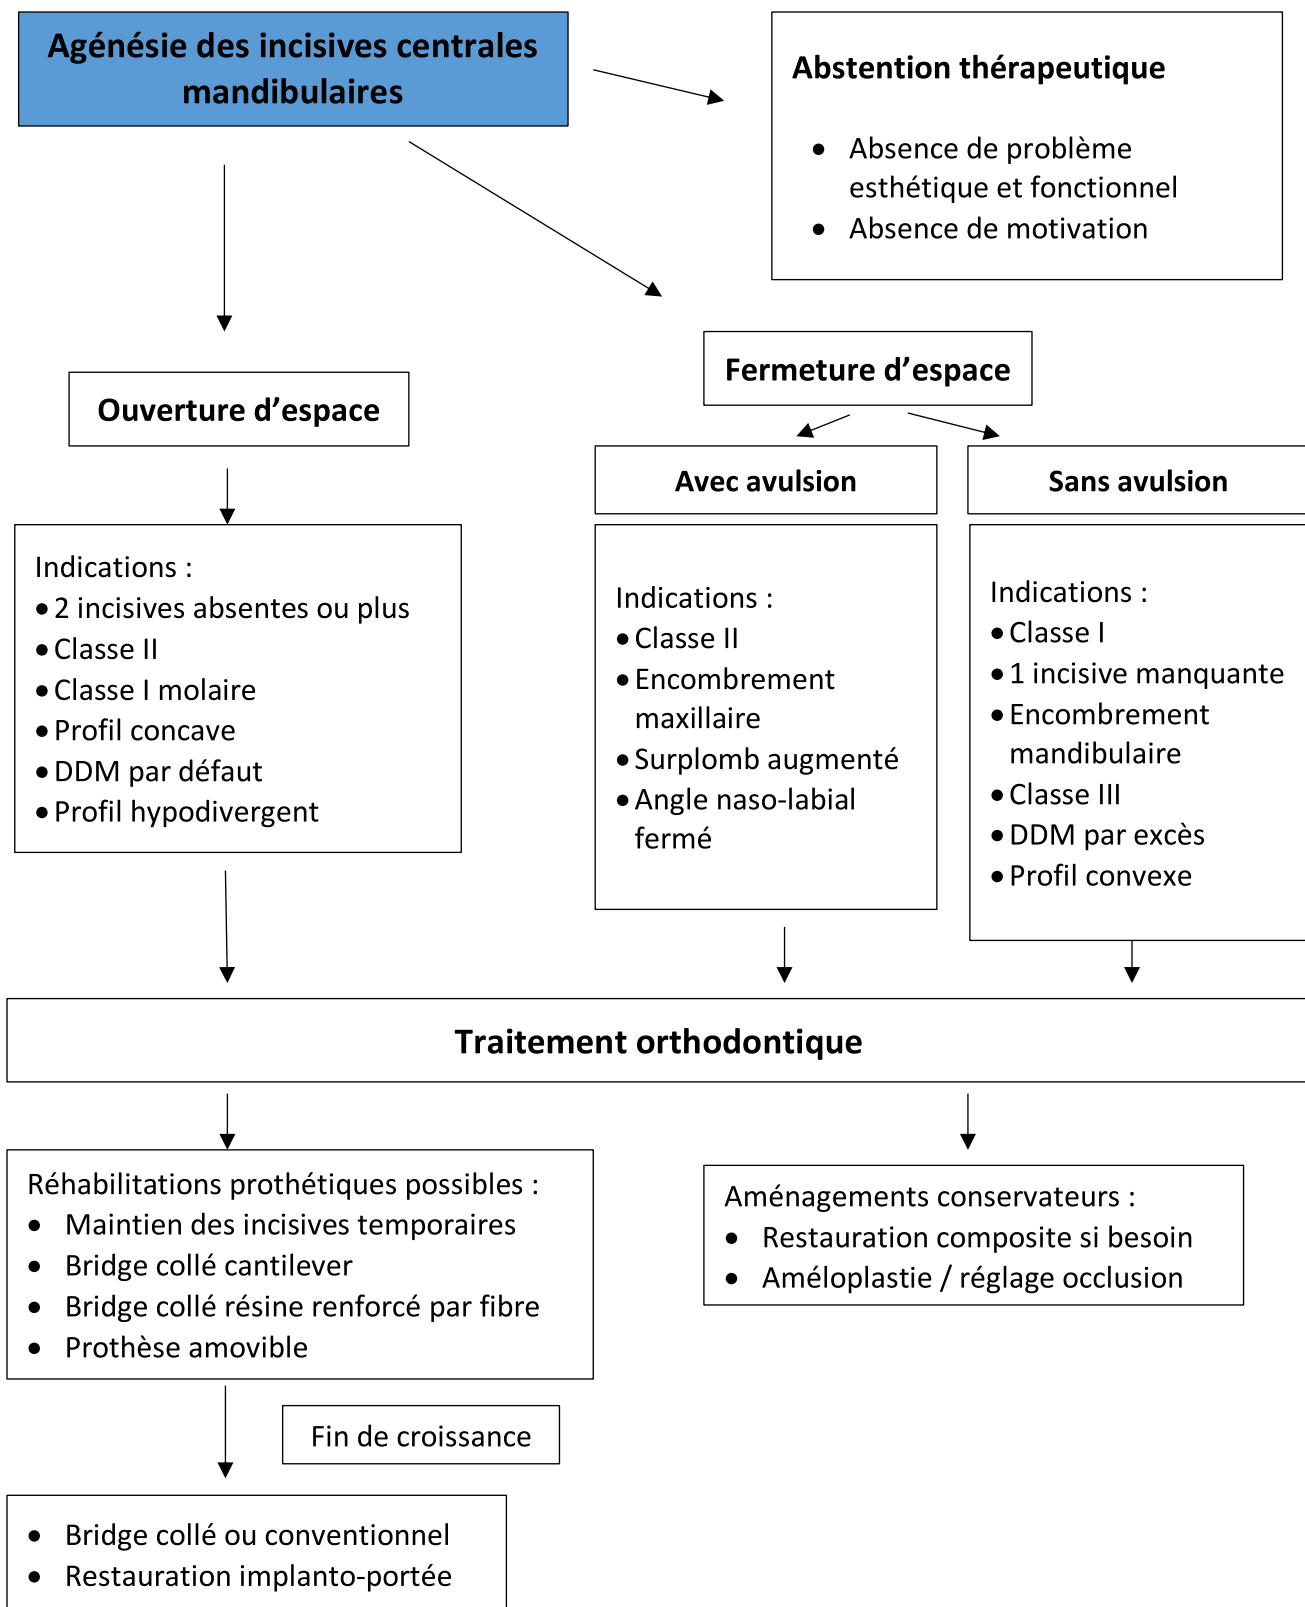 Agénésie des incisives centrales
mandibulaires
Abstention thérapeutique
• Absence de problème
esthétique et fonctionnel
• Absence de motivation
Ouverture d’espace
Fermeture d’espace
Avec avulsion
Sans avulsion
Indications :
• 2 incisives absentes ou plus
• Classe II
• Classe I molaire
• Profil concave
• DDM par défaut
• Profil hypodivergent
Indications :
• Classe II
• Encombrement
maxillaire
• Surplomb augmenté
• Angle naso-labial
fermé
Indications :
• Classe I
• 1 incisive manquante
• Encombrement
mandibulaire
• Classe III
• DDM par excès
• Profil convexe
Traitement orthodontique
Réhabilitations prothétiques possibles :
• Maintien des incisives temporaires
• Bridge collé cantilever
• Bridge collé résine renforcé par fibre
• Prothèse amovible
Aménagements conservateurs :
• Restauration composite si besoin
• Améloplastie / réglage occlusion
Fin de croissance
• Bridge collé ou conventionnel
• Restauration implanto-portée